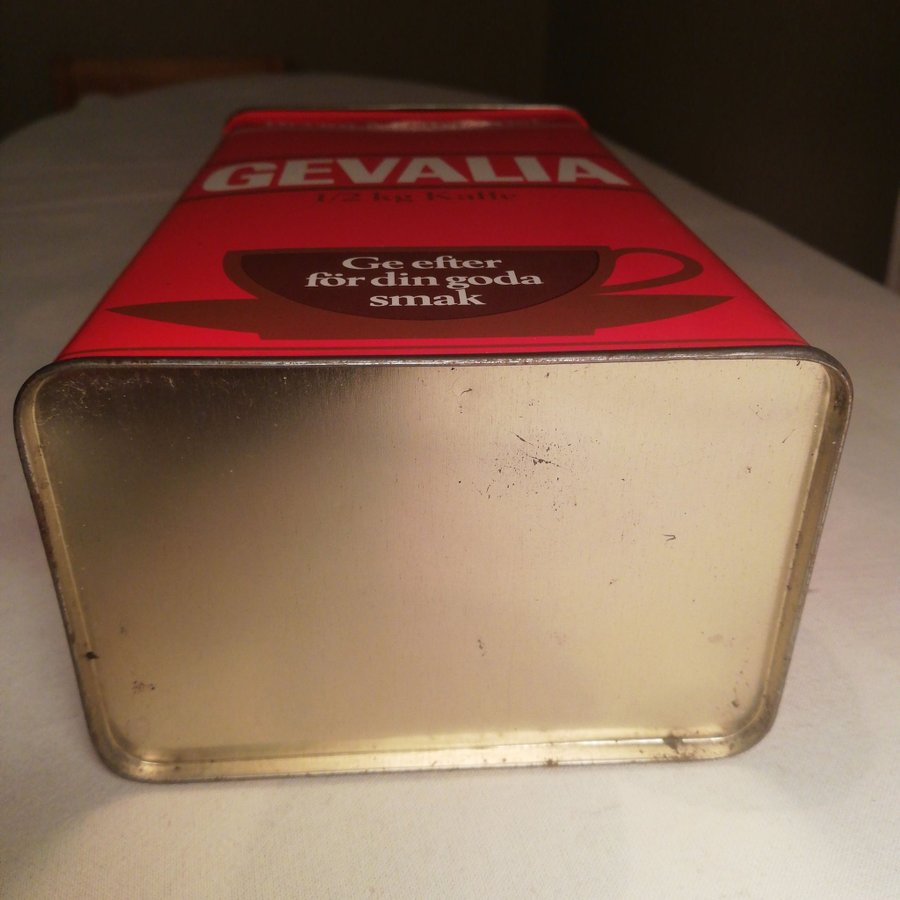 GEVALIA
1/2 kg Kaffe
Ge efter
för din goda
smak